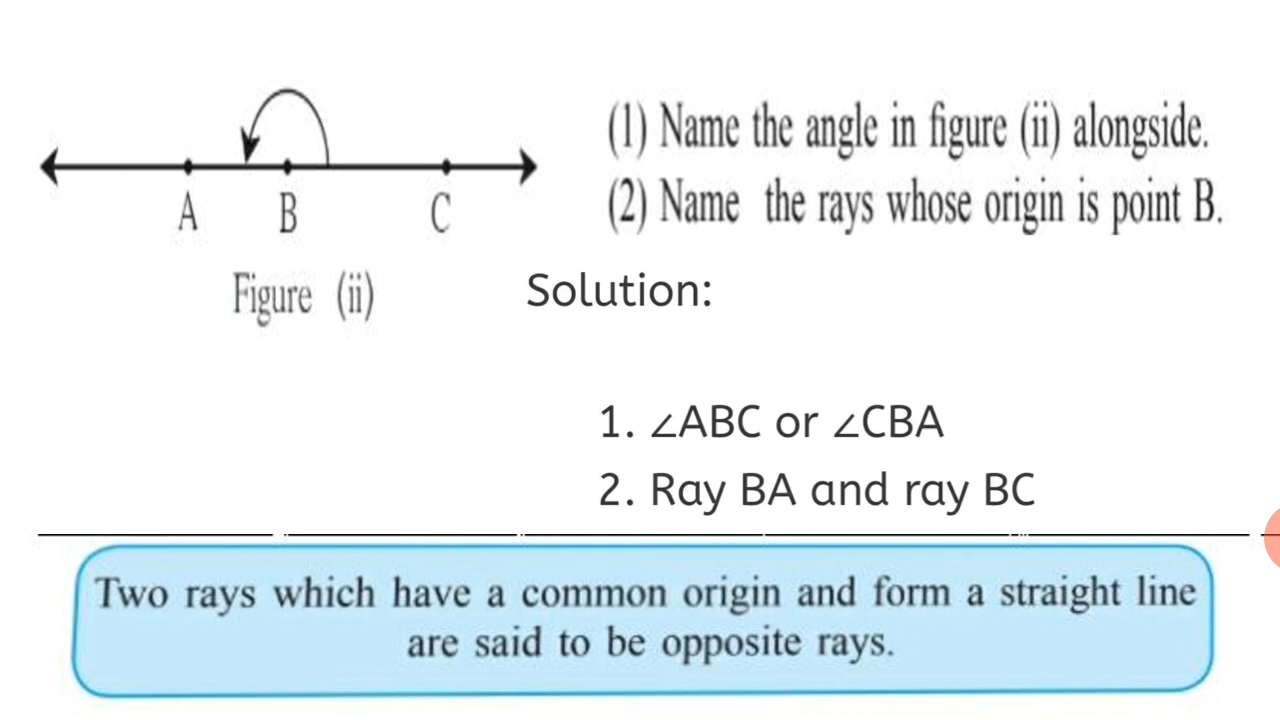 (1) Name the angle in figure (ii) alongside.
(2) Name the rays whose origin is point B.
A B C
Figure (ii)
Solution:
1. ∠ABC or ∠CBA
2. Ray BA and ray BC
Two rays which have a common origin and form a straight line
are said to be opposite rays.